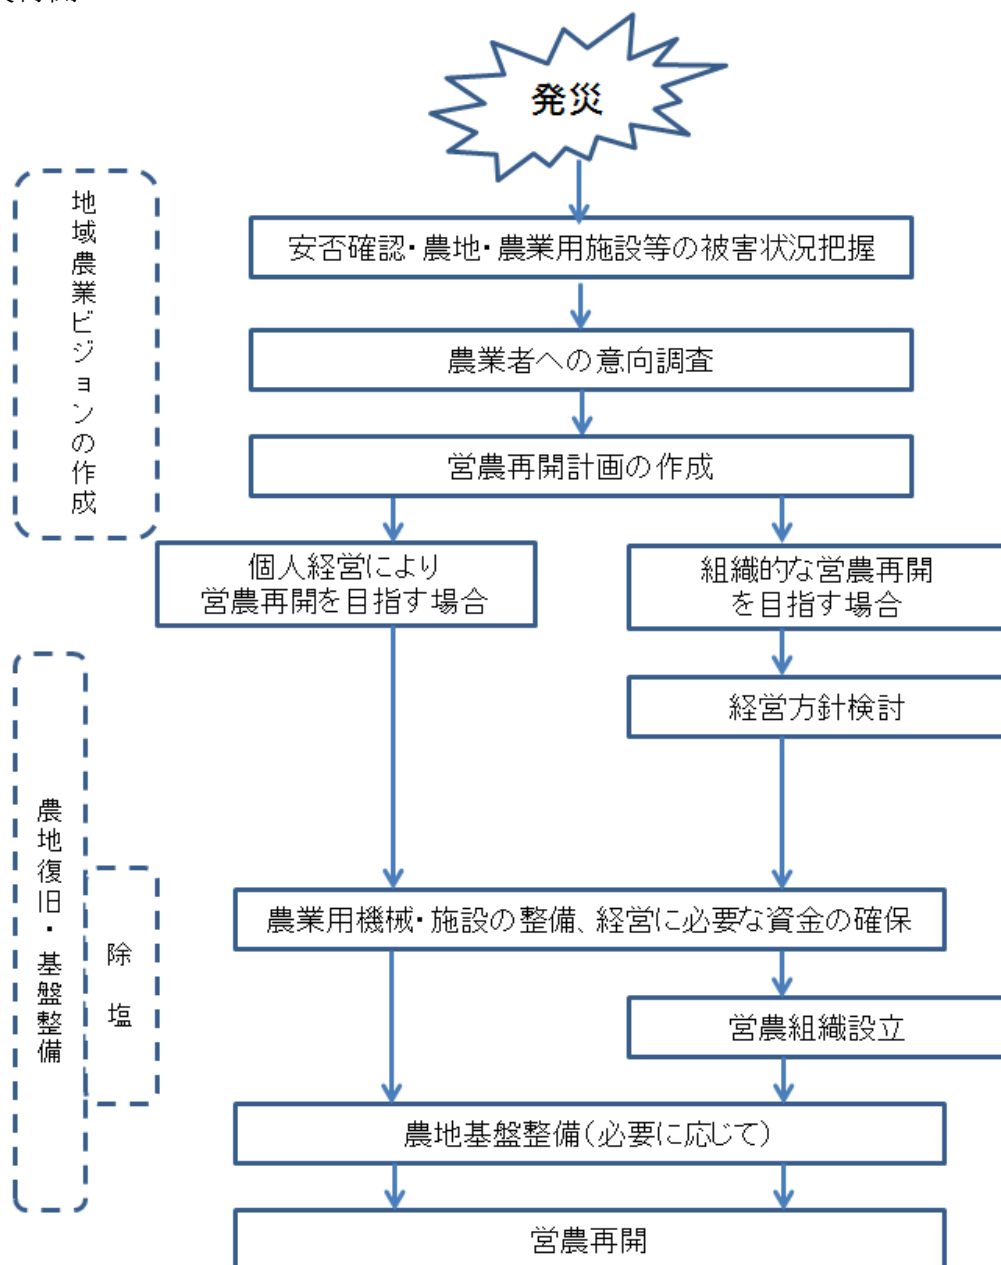 発災
地域農業ビジョンの作成
安否確認・農地・農業用施設等の被害状況把握
農業者への意向調査
営農再開計画の作成
個人経営により
営農再開を目指す場合
組織的な営農再開
を目指す場合
経営方針検討
農地復旧・基盤整備
除塩
農業用機械・施設の整備、経営に必要な資金の確保
営農組織設立
農地基盤整備(必要に応じて)
営農再開